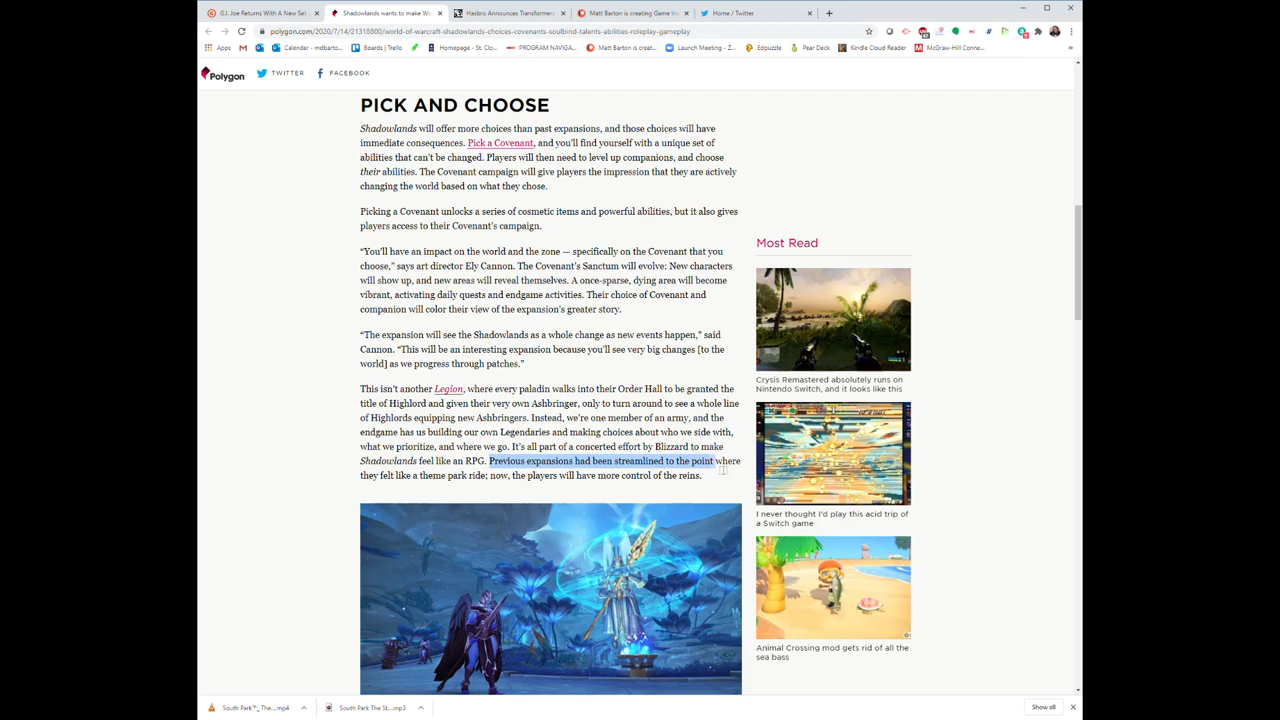 G.I. Joe Returns With A New Set
Shadowlands wants to make Wo
Hasbro Announces Transformers
Matt Barton is creating Game In
Home / Twitter
polygon.com/2020/7/14/21318800/world-of-warcraft-shadowlands-choices-covenants-soulbind-talents-abilities-roleplay-gameplay
Apps
Calendar - mdbarto...
Boards | Trello
Homepage - St. Clo...
PROGRAM NAVIGA...
Matt Barton is creat...
Launch Meeting - Z...
Edpuzzle
Pear Deck
Kindle Cloud Reader
McGraw-Hill Conne...
Polygon
TWITTER
FACEBOOK
PICK AND CHOOSE
Shadowlands will offer more choices than past expansions, and those choices will have
immediate consequences. Pick a Covenant, and you'll find yourself with a unique set of
abilities that can't be changed. Players will then need to level up companions, and choose
their abilities. The Covenant campaign will give players the impression that they are actively
changing the world based on what they chose.
Picking a Covenant unlocks a series of cosmetic items and powerful abilities, but it also gives
players access to their Covenant's campaign.
“You'll have an impact on the world and the zone — specifically on the Covenant that you
choose,” says art director Ely Cannon. The Covenant's Sanctum will evolve: New characters
will show up, and new areas will reveal themselves. A once-sparse, dying area will become
vibrant, activating daily quests and endgame activities. Their choice of Covenant and
companion will color their view of the expansion's greater story.
“The expansion will see the Shadowlands as a whole change as new events happen,” said
Cannon. “This will be an interesting expansion because you'll see very big changes [to the
world] as we progress through patches.”
This isn't another Legion, where every paladin walks into their Order Hall to be granted the
title of Highlord and given their very own Ashbringer, only to turn around to see a whole line
of Highlords equipping new Ashbringers. Instead, we're one member of an army, and the
endgame has us building our own Legendaries and making choices about who we side with,
what we prioritize, and where we go. It's all part of a concerted effort by Blizzard to make
Shadowlands feel like an RPG. Previous expansions had been streamlined to the point where
they felt like a theme park ride; now, the players will have more control of the reins.
Most Read
Crysis Remastered absolutely runs on
Nintendo Switch, and it looks like this
I never thought I'd play this acid trip of
a Switch game
Animal Crossing mod gets rid of all the
sea bass
South Park™_ The....mp4
South Park The St....mp3
Show all